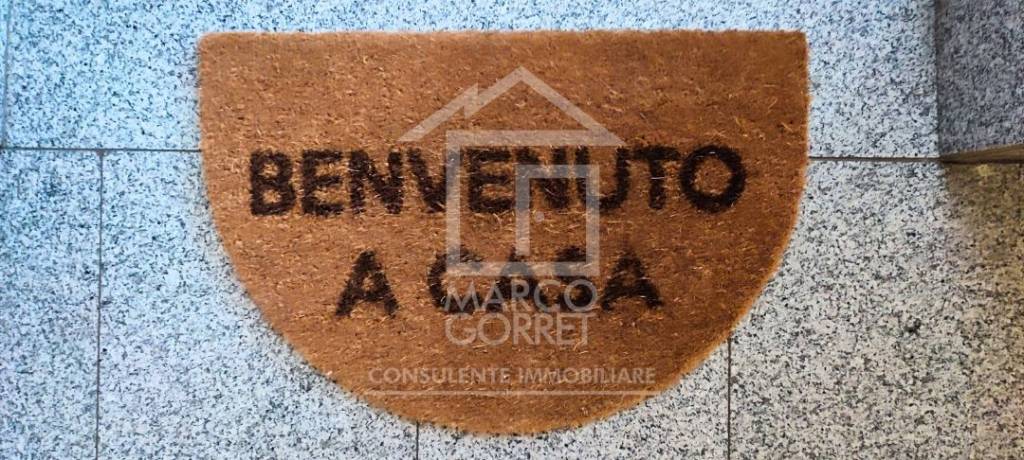 BENVENUTO
A CASA
MARCO
GORRET
CONSULENTE IMMOBILIARE